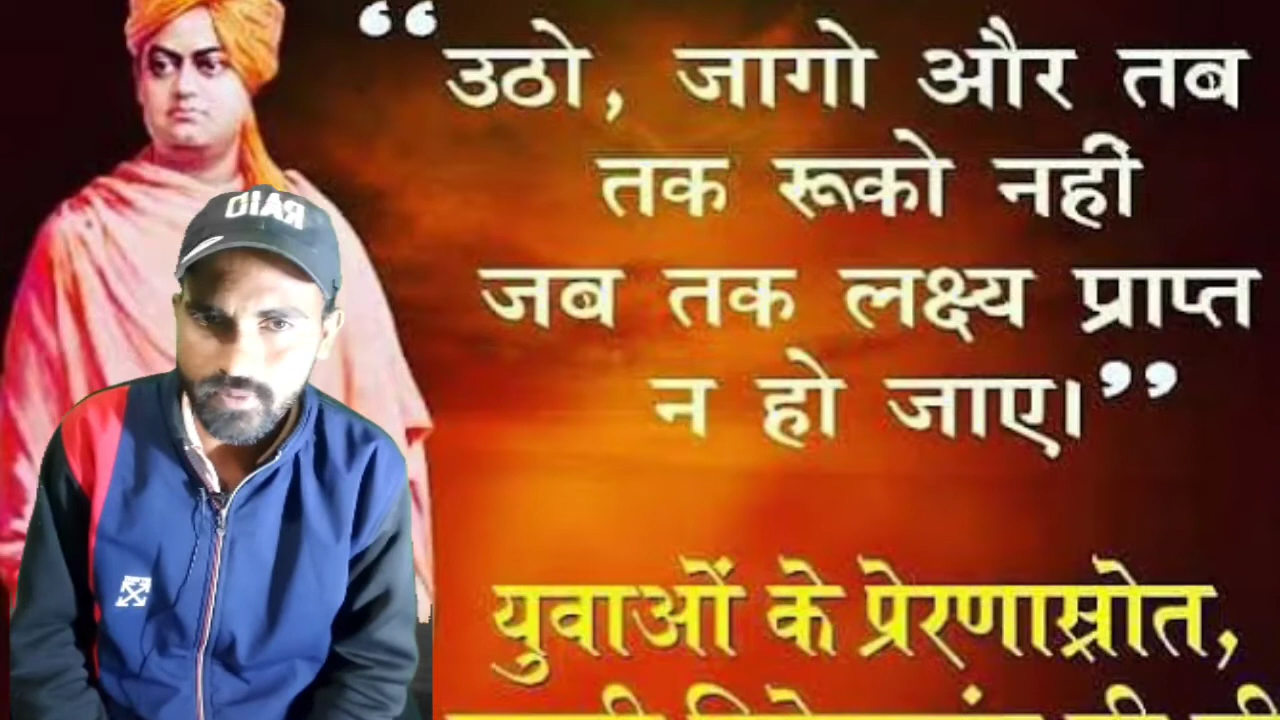 “उठो, जागो और तब
तक रूको नहीं
जब तक लक्ष्य प्राप्त
न हो जाए।”
युवाओं के प्रेरणास्रोत,
RAID